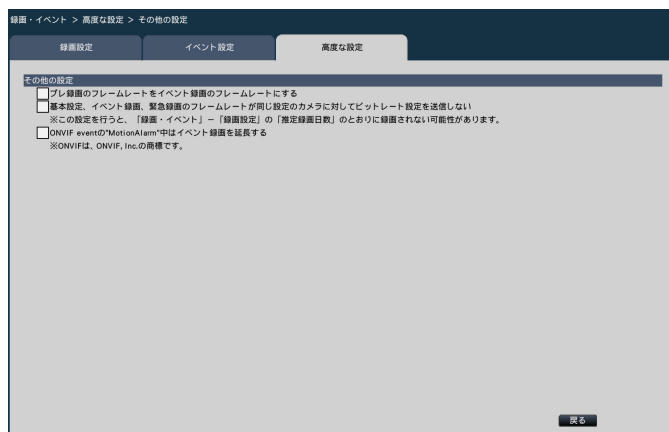 録画・イベント > 高度な設定 > その他の設定
録画設定 イベント設定 高度な設定
その他の設定
プレ録画のフレームレートをイベント録画のフレームレートにする
基本設定、イベント録画、緊急録画のフレームレートが同じ設定のカメラに対してビットレート設定を送信しない
※この設定を行うと、「録画・イベント」－「録画設定」の「推定録画日数」のとおりに録画されない可能性があります。
ONVIF eventの"MotionAlarm"中はイベント録画を延長する
※ONVIFは、ONVIF, Inc.の商標です。
戻る